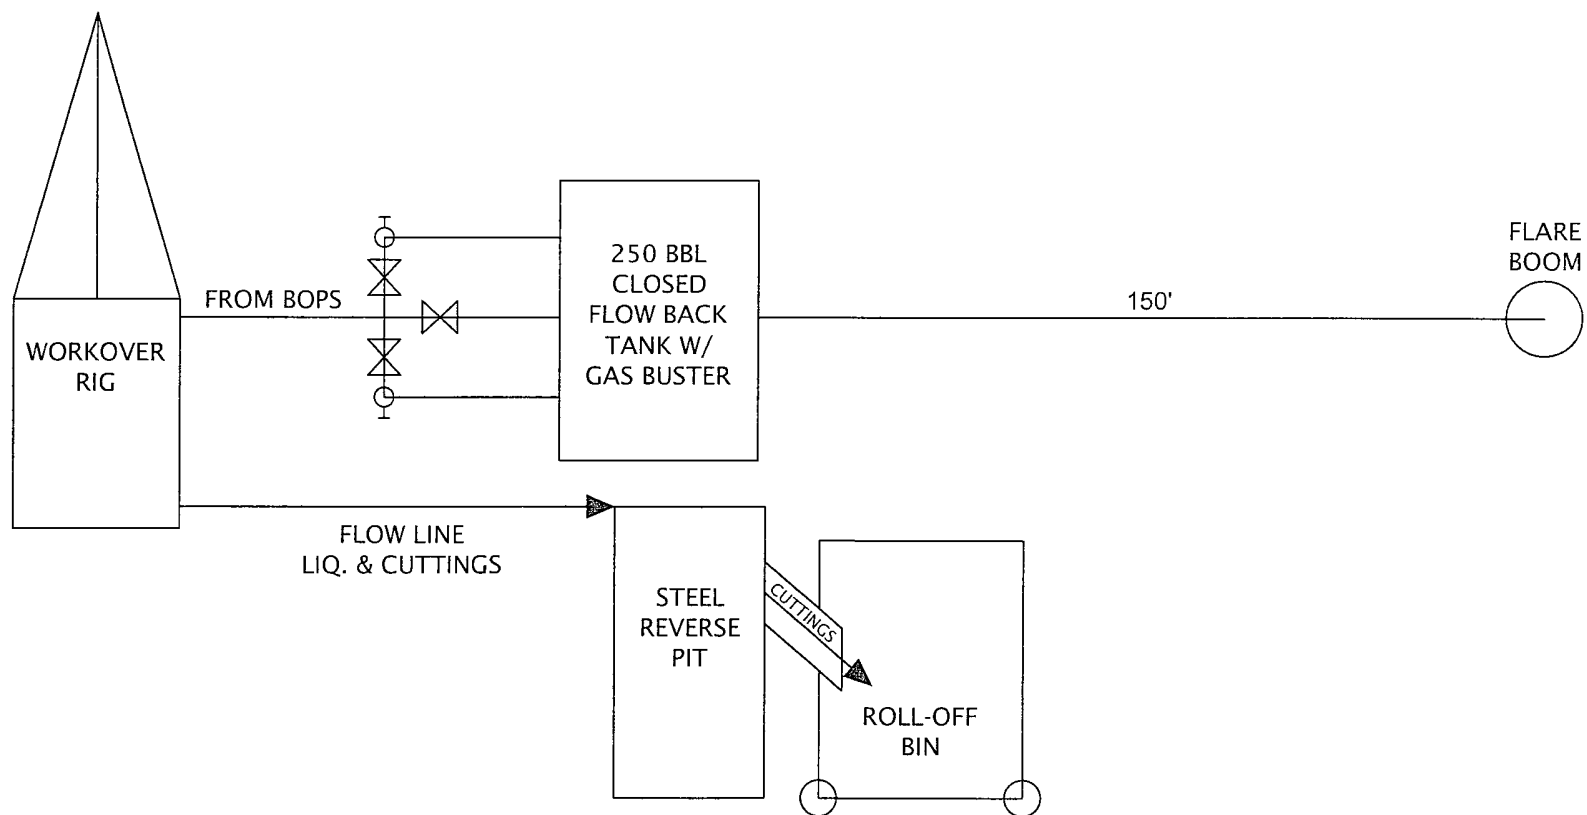 FROM BOPS
WORKOVER
RIG
250 BBL
CLOSED
FLOW BACK
TANK W/
GAS BUSTER
150'
FLARE
BOOM
FLOW LINE
LIQ. & CUTTINGS
STEEL
REVERSE
PIT
CUTTINGS
ROLL-OFF
BIN